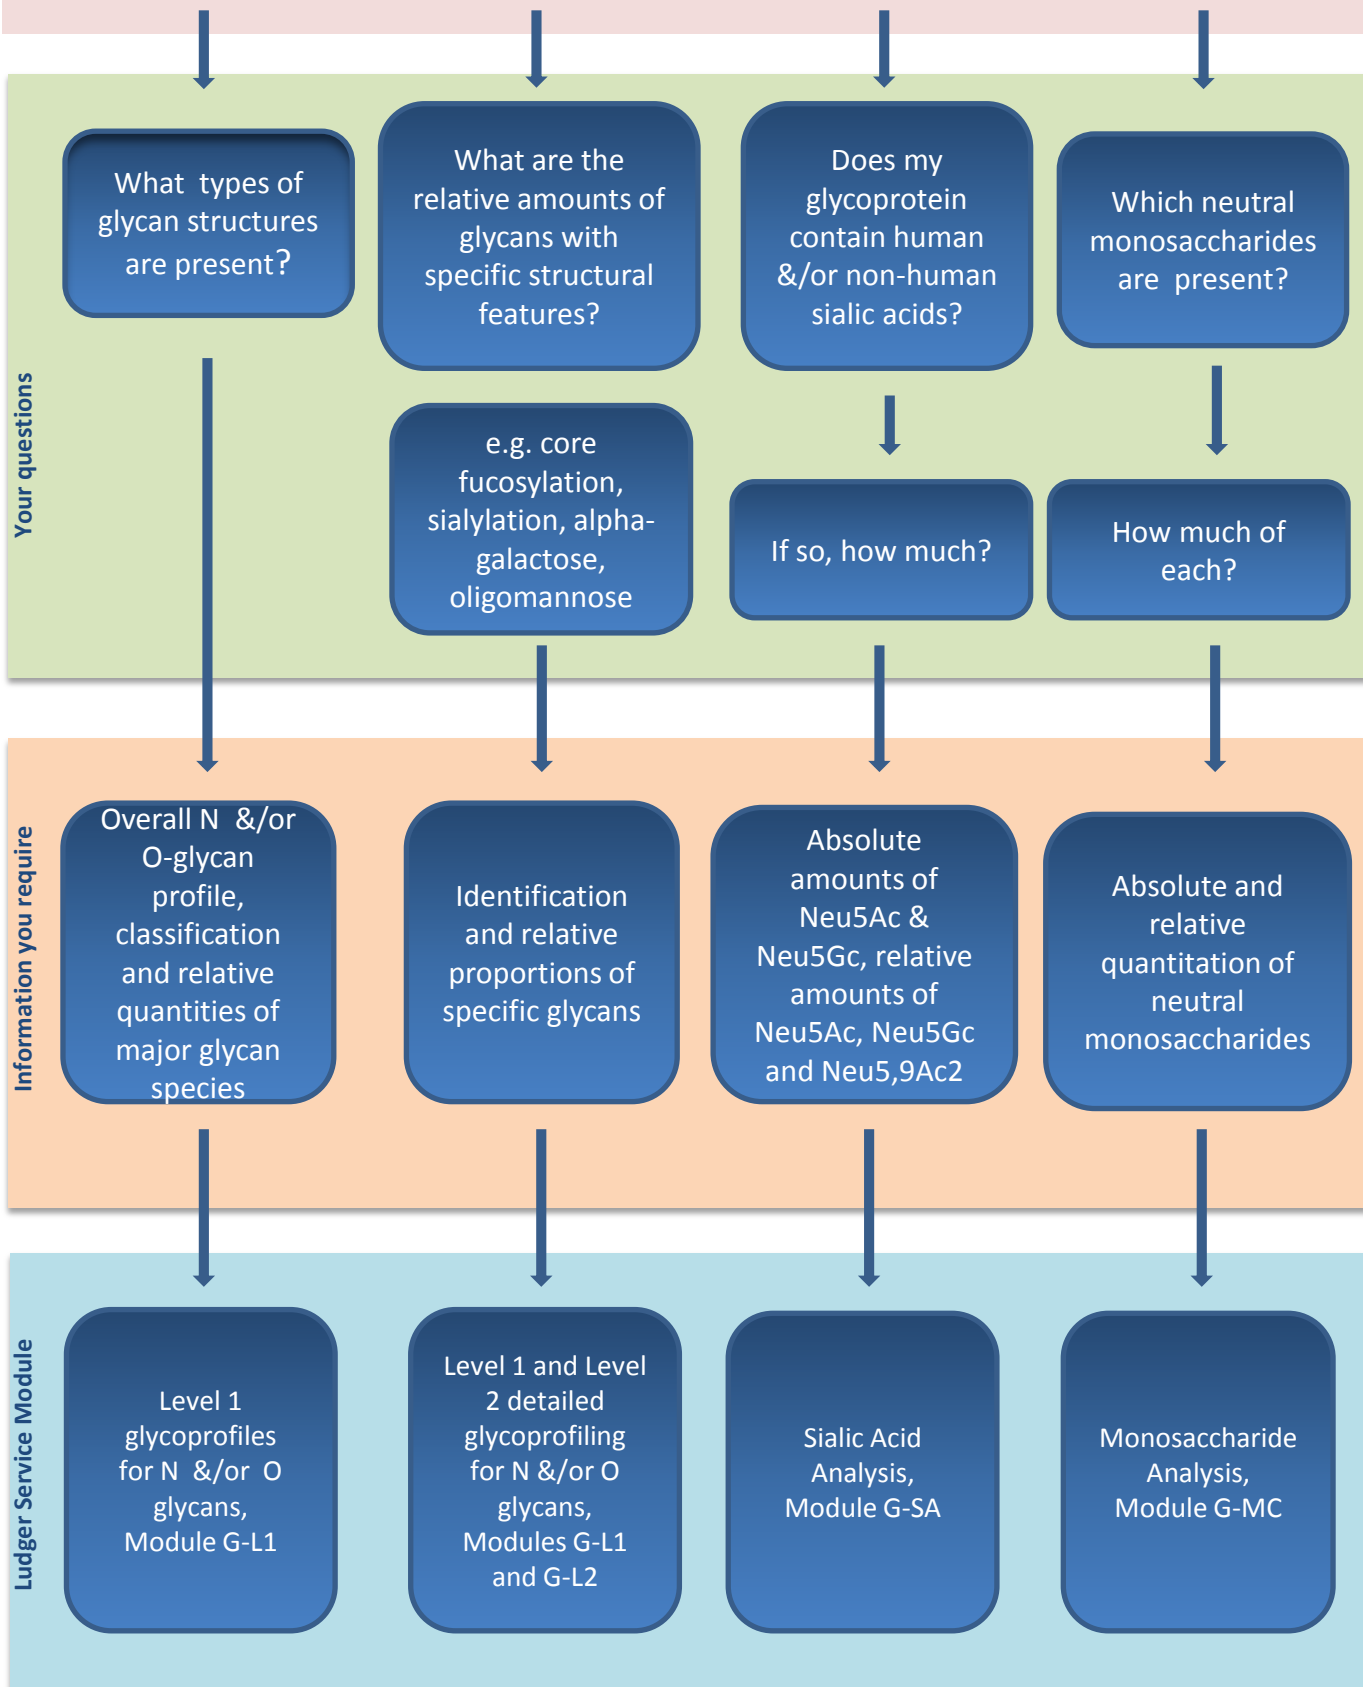 Your questions
What types of
glycan structures
are present?
What are the
relative amounts of
glycans with
specific structural
features?
Does my
glycoprotein
contain human
&/or non-human
sialic acids?
Which neutral
monosaccharides
are present?
e.g. core
fucosylation,
sialylation, alpha-
galactose,
oligomannose
If so, how much?
How much of
each?
Information you require
Overall N &/or
O-glycan
profile,
classification
and relative
quantities of
major glycan
species
Identification
and relative
proportions of
specific glycans
Absolute
amounts of
Neu5Ac &
Neu5Gc, relative
amounts of
Neu5Ac, Neu5Gc
and Neu5,9Ac2
Absolute and
relative
quantitation of
neutral
monosaccharides
Ludger Service Module
Level 1
glycoprofiles
for N &/or O
glycans,
Module G-L1
Level 1 and Level
2 detailed
glycoprofiling
for N &/or O
glycans,
Modules G-L1
and G-L2
Sialic Acid
Analysis,
Module G-SA
Monosaccharide
Analysis,
Module G-MC